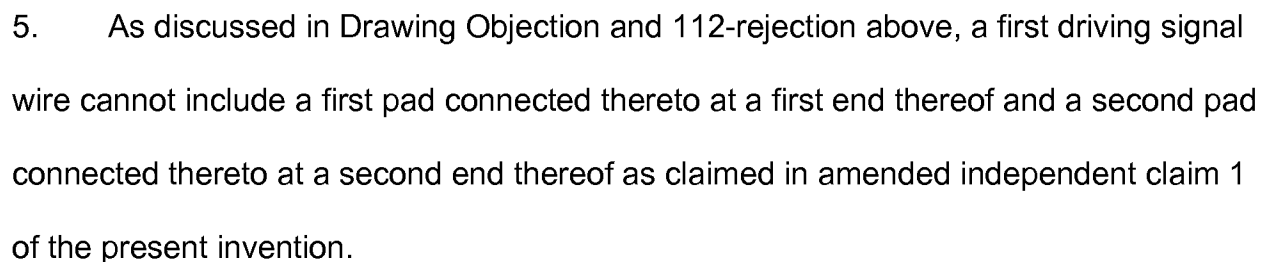 5. As discussed in Drawing Objection and 112-rejection above, a first driving signal
wire cannot include a first pad connected thereto at a first end thereof and a second pad
connected thereto at a second end thereof as claimed in amended independent claim 1
of the present invention.